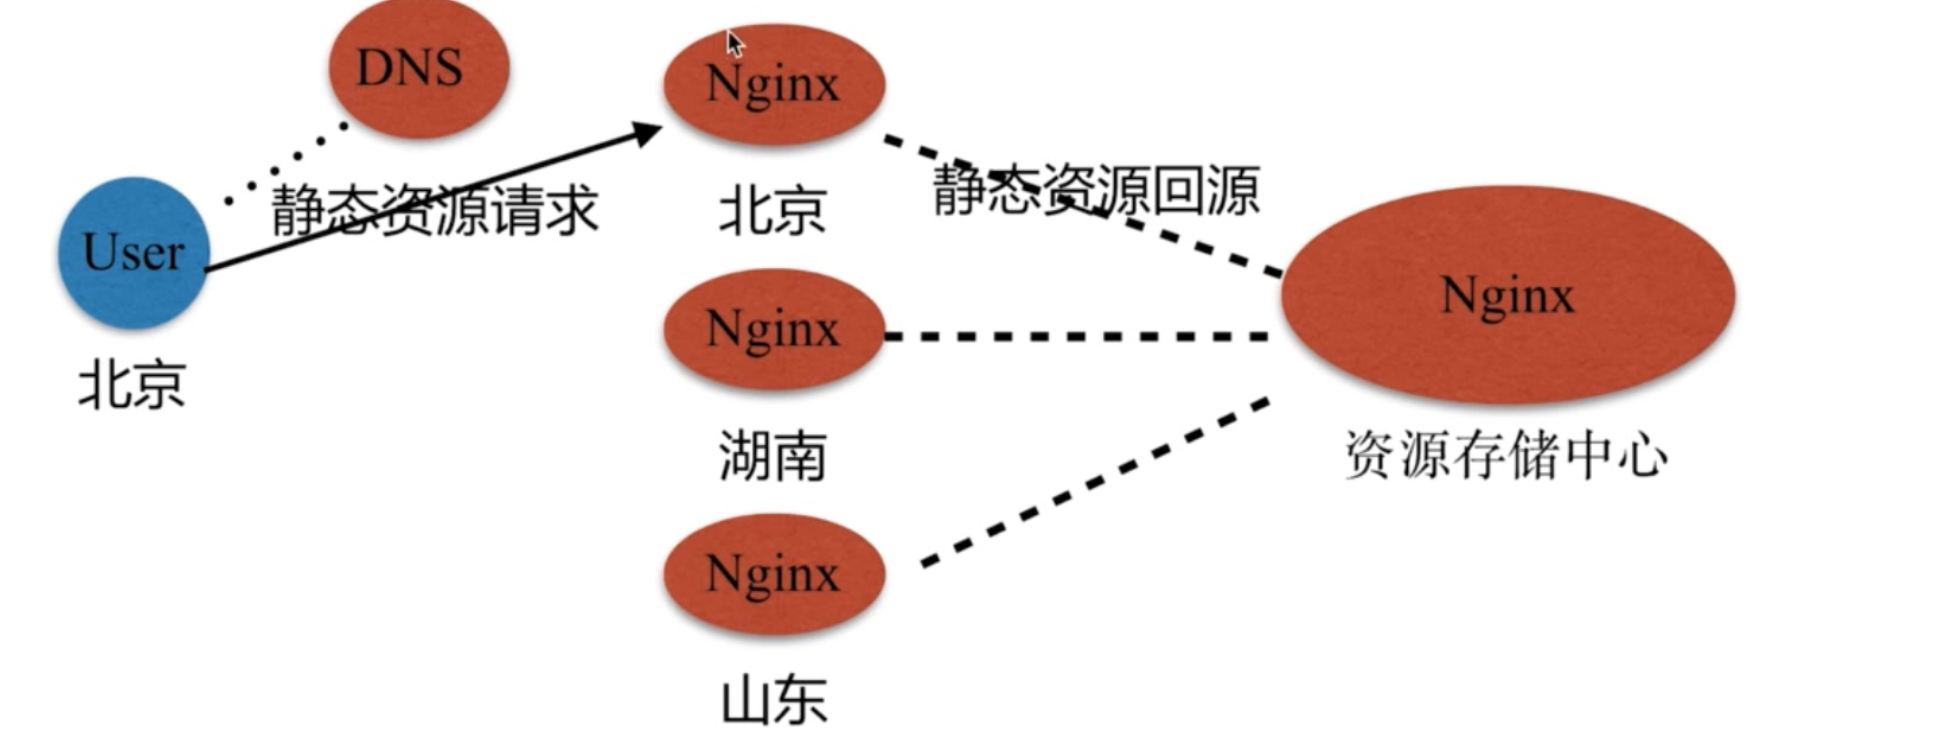 DNS
Nginx
静态资源请求
北京
静态资源回源
User
北京
Nginx
湖南
Nginx
资源存储中心
Nginx
山东